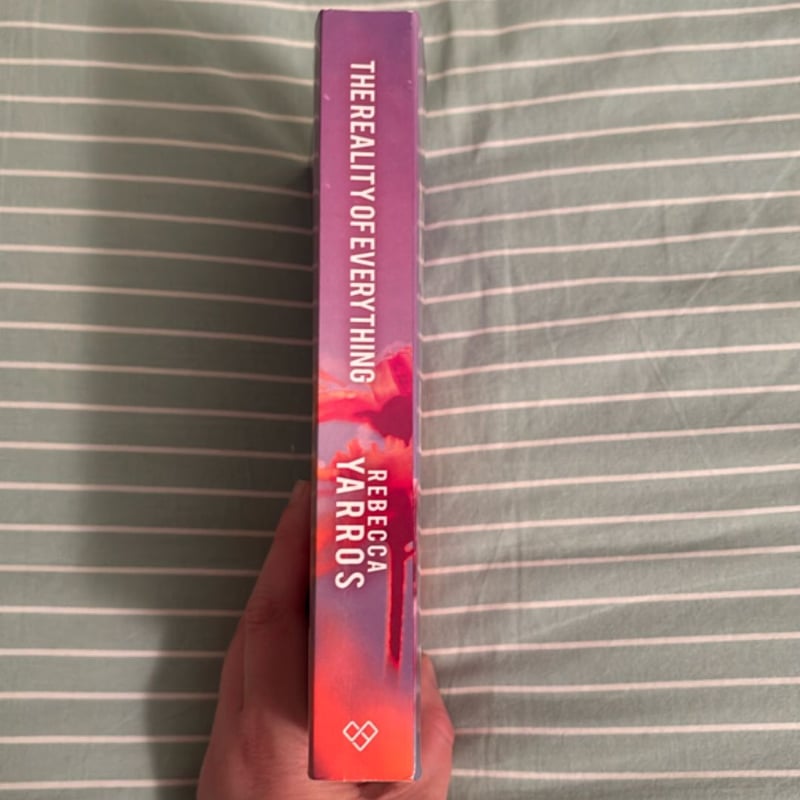 THE REALITY OF EVERYTHING
REBECCA
YARROS